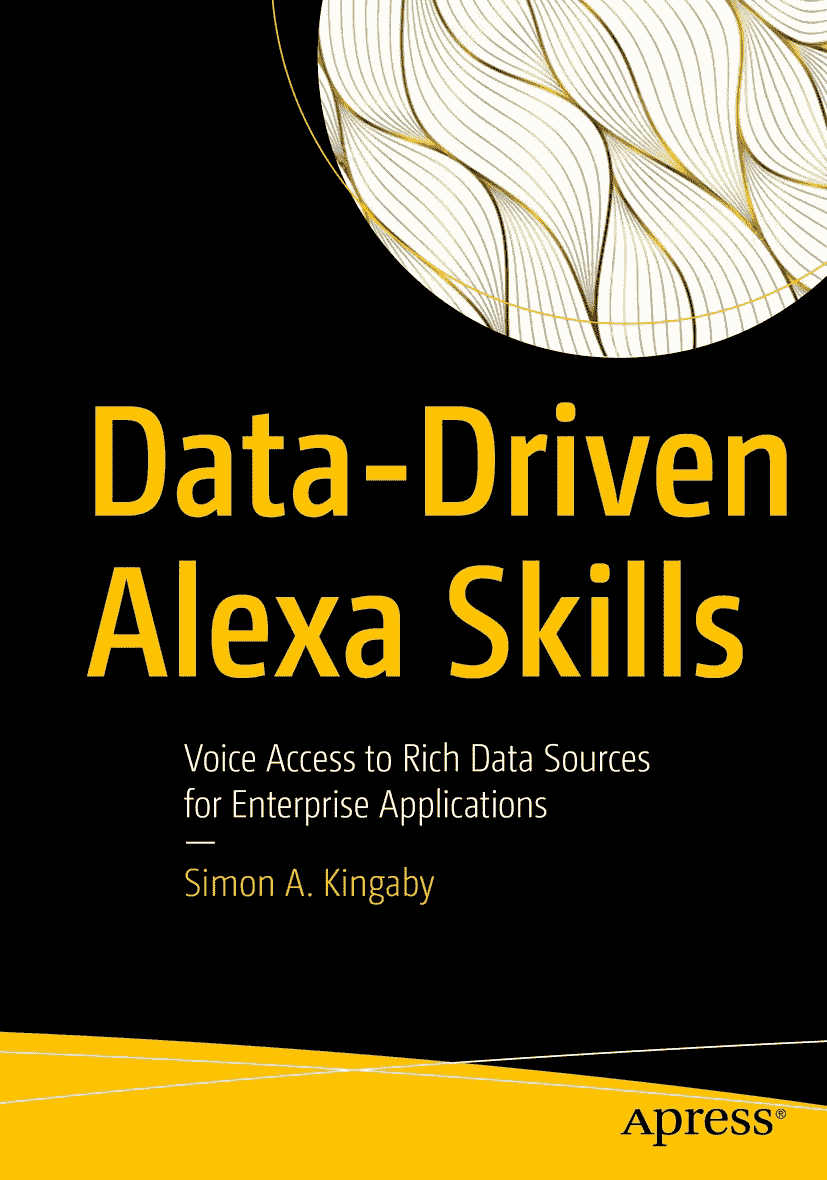 Data-Driven
Alexa Skills
Voice Access to Rich Data Sources
for Enterprise Applications
Simon A. Kingaby
Apress®